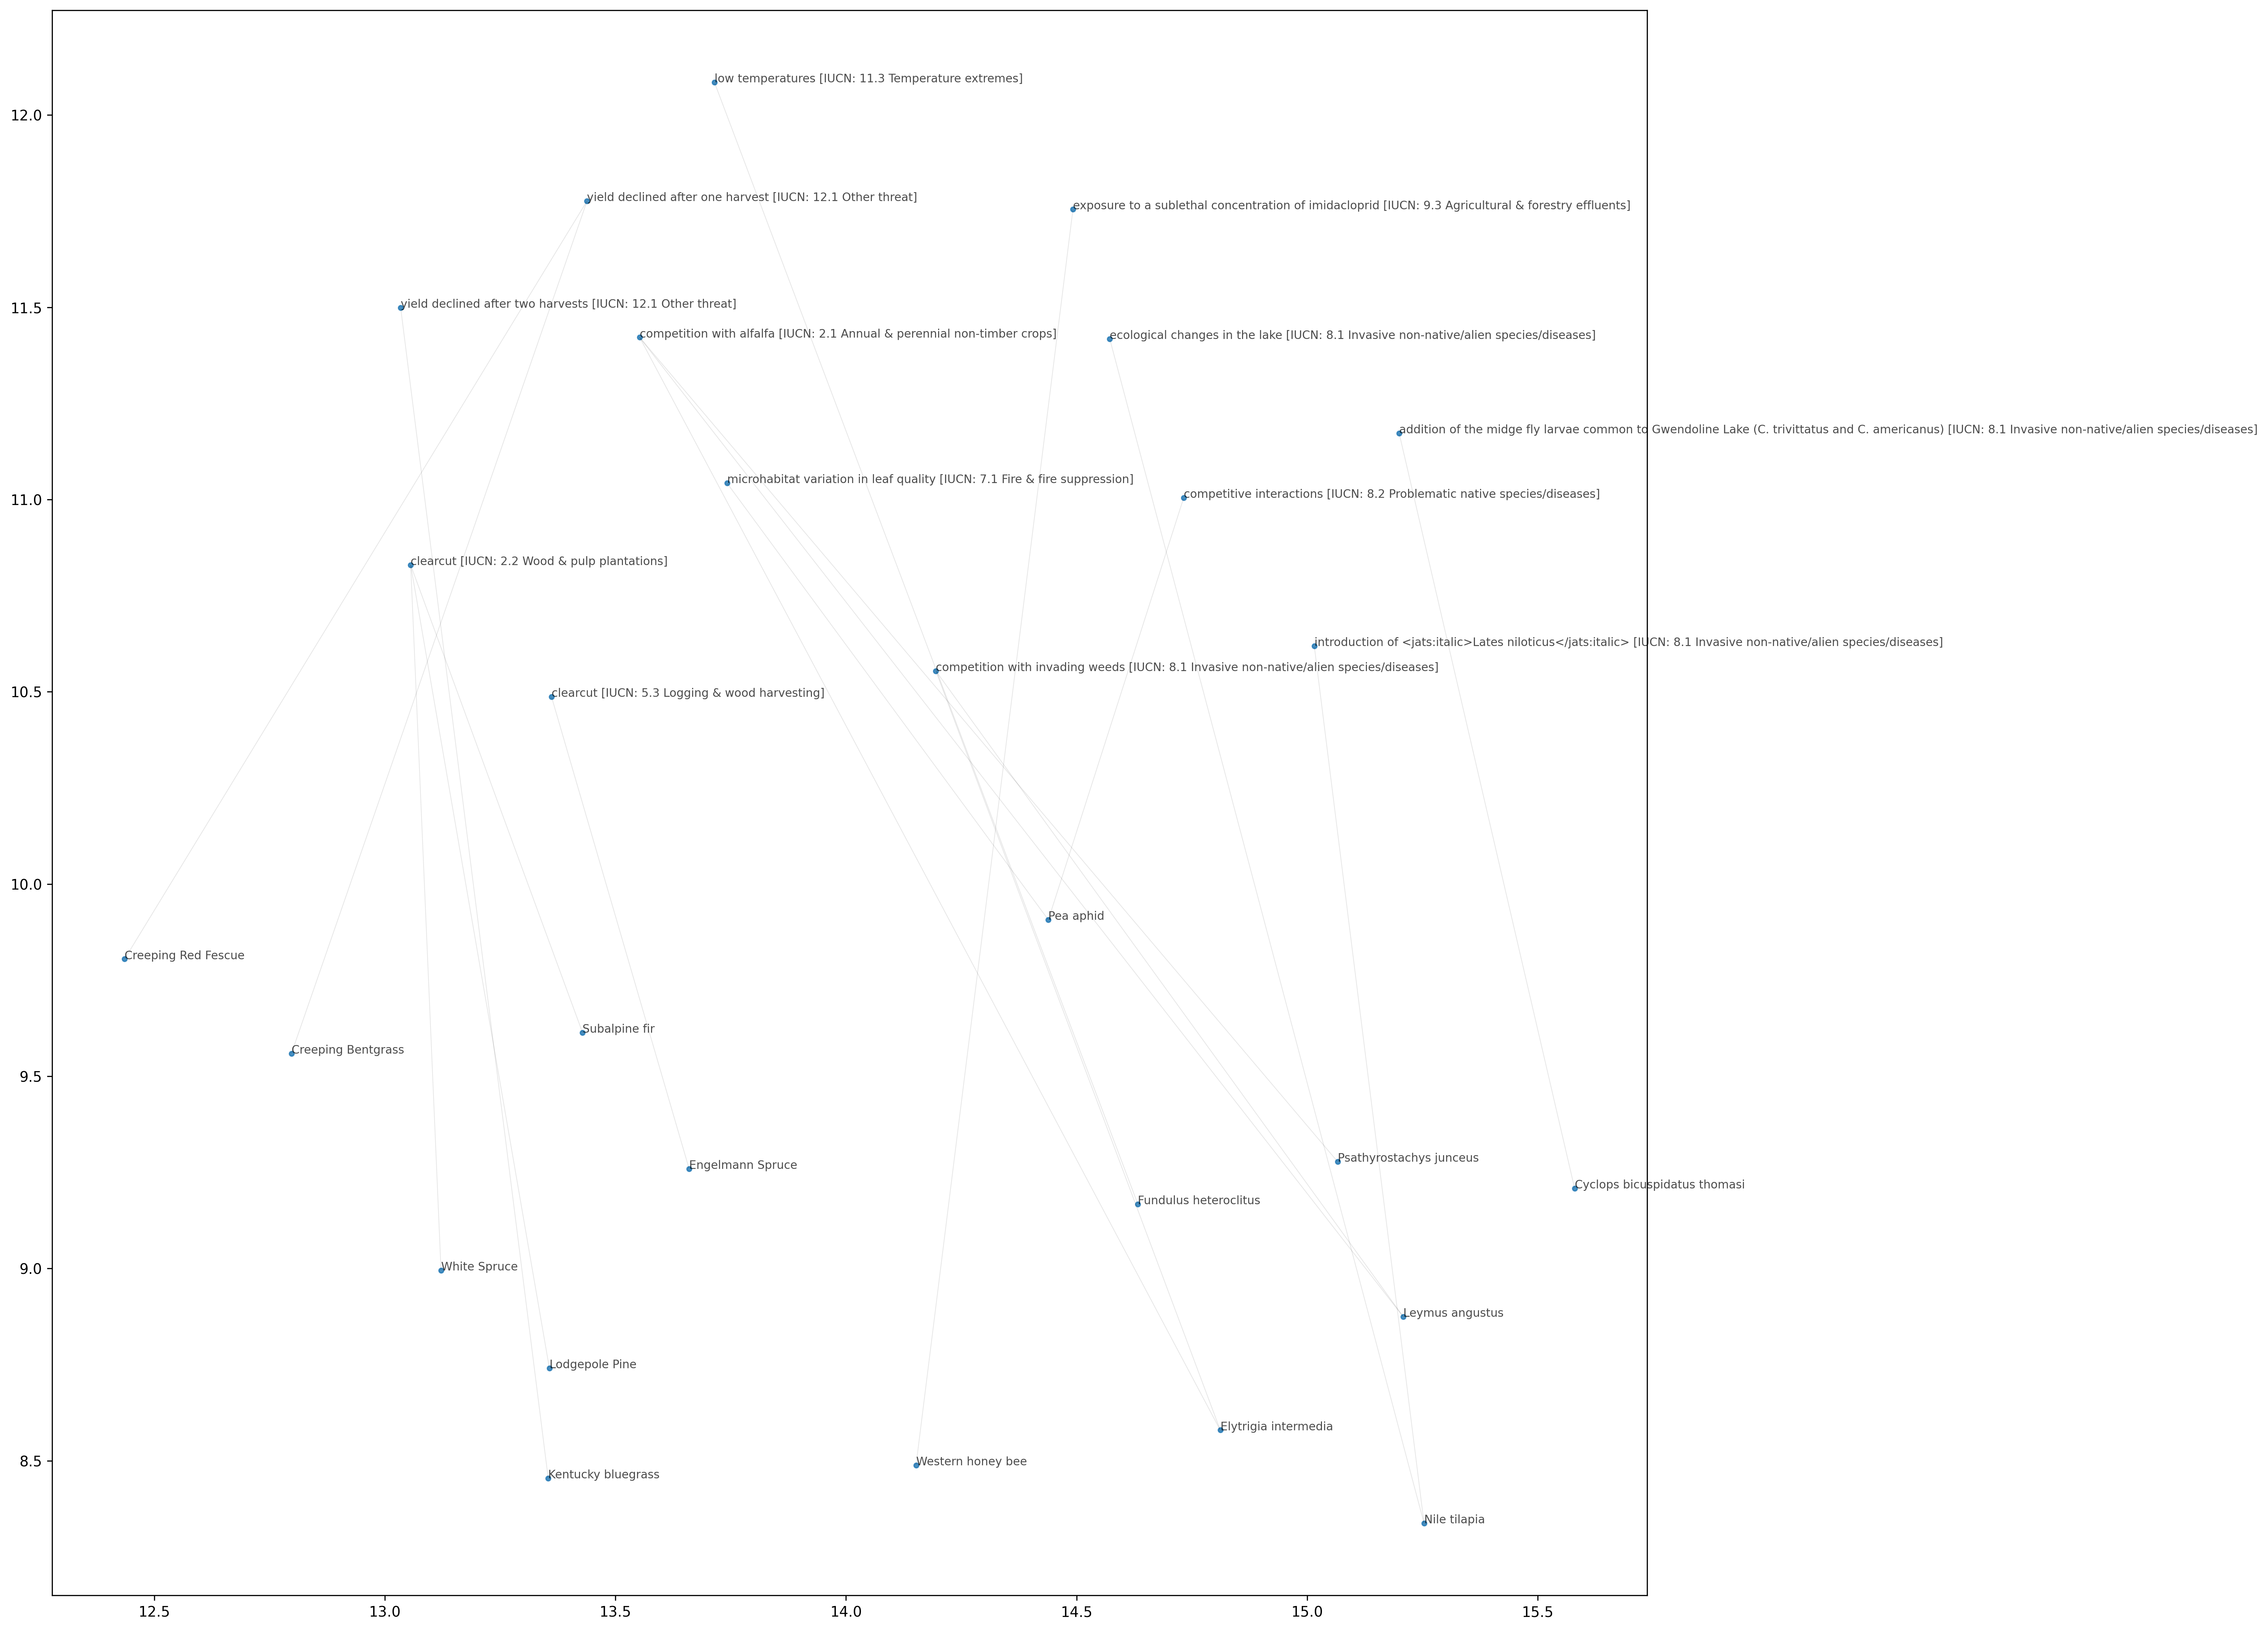 low temperatures [IUCN: 11.3 Temperature extremes]
12.0
yield declined after one harvest [IUCN: 12.1 Other threat]
exposure to a sublethal concentration of imidacloprid [IUCN: 9.3 Agricultural & forestry effluents]
11.5
yield declined after two harvests [IUCN: 12.1 Other threat]
competition with alfalfa [IUCN: 2.1 Annual & perennial non-timber crops]
ecological changes in the lake [IUCN: 8.1 Invasive non-native/alien species/diseases]
addition of the midge fly larvae common to Gwendoline Lake (C. trivittatus and C. americanus) [IUCN: 8.1 Invasive non-native/alien species/diseases]
microhabitat variation in leaf quality [IUCN: 7.1 Fire & fire suppression]
competitive interactions [IUCN: 8.2 Problematic native species/diseases]
11.0
clearcut [IUCN: 2.2 Wood & pulp plantations]
introduction of <jats:italic>Lates niloticus</jats:italic> [IUCN: 8.1 Invasive non-native/alien species/diseases]
competition with invading weeds [IUCN: 8.1 Invasive non-native/alien species/diseases]
10.5
clearcut [IUCN: 5.3 Logging & wood harvesting]
10.0
Pea aphid
Creeping Red Fescue
Subalpine fir
Creeping Bentgrass
9.5
Engelmann Spruce
Psathyrostachys junceus
Cyclops bicuspidatus thomasi
Fundulus heteroclitus
9.0
White Spruce
Leymus angustus
Lodgepole Pine
Elytrigia intermedia
8.5
Western honey bee
Kentucky bluegrass
Nile tilapia
12.5 13.0 13.5 14.0 14.5 15.0 15.5